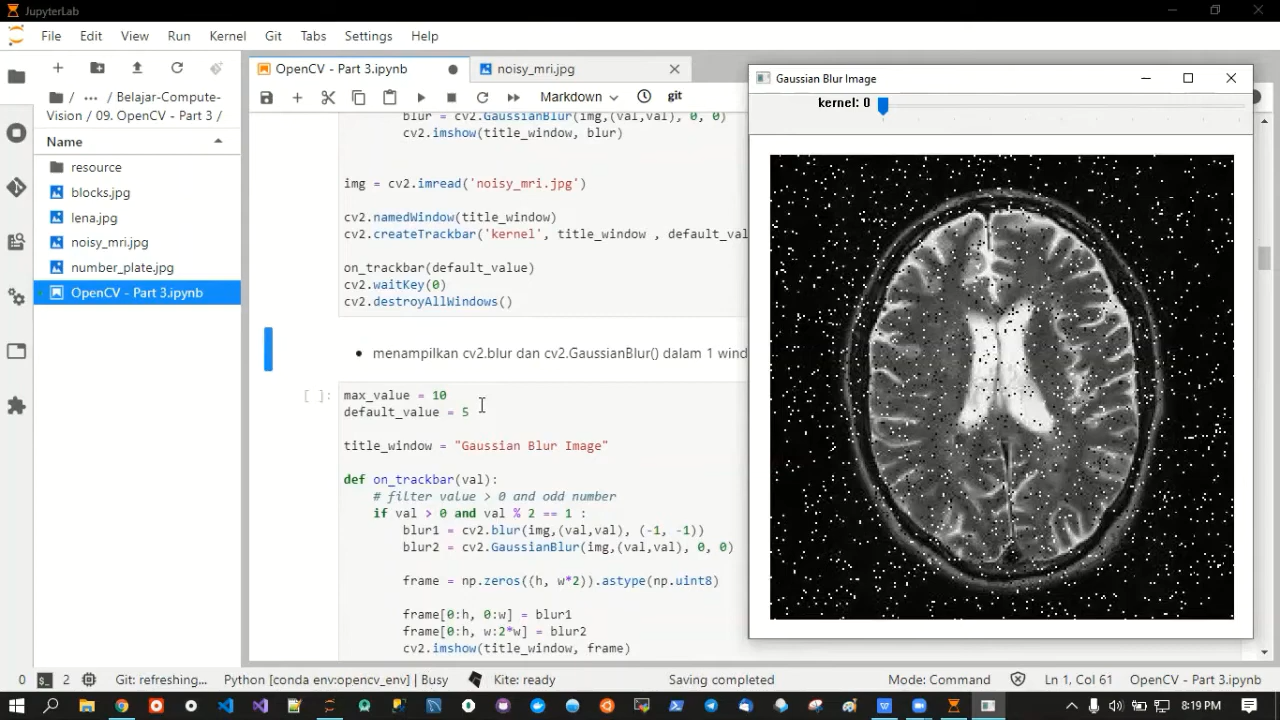 JupyterLab
File Edit View Run Kernel Git Tabs Settings Help
/ ... / Belajar-Compute-
Vision / 09. OpenCV - Part 3 /
Name
resource
blocks.jpg
lena.jpg
noisy_mri.jpg
number_plate.jpg
OpenCV - Part 3.ipynb
OpenCV - Part 3.ipynb
noisy_mri.jpg
Markdown
git
blur = cv2.GaussianBlur(img,(val,val), 0, 0)
cv2.imshow(title_window, blur)
img = cv2.imread('noisy_mri.jpg')
cv2.namedWindow(title_window)
cv2.createTrackbar('kernel', title_window , default_val
on_trackbar(default_value)
cv2.waitKey(0)
cv2.destroyAllWindows()
menampilkan cv2.blur dan cv2.GaussianBlur() dalam 1 wind
[ ]:
max_value = 10
default_value = 5
title_window = "Gaussian Blur Image"
def on_trackbar(val):
# filter value > 0 and odd number
if val > 0 and val % 2 == 1 :
blur1 = cv2.blur(img,(val,val), (-1, -1))
blur2 = cv2.GaussianBlur(img,(val,val), 0, 0)
frame = np.zeros((h, w*2)).astype(np.uint8)
frame[0:h, 0:w] = blur1
frame[0:h, w:2*w] = blur2
cv2.imshow(title_window, frame)
Gaussian Blur Image
kernel: 0
0 2 Git: refreshing... Python [conda env:opencv_env] | Busy Kite: ready Saving completed Mode: Command Ln 1, Col 61 OpenCV - Part 3.ipynb
8:19 PM